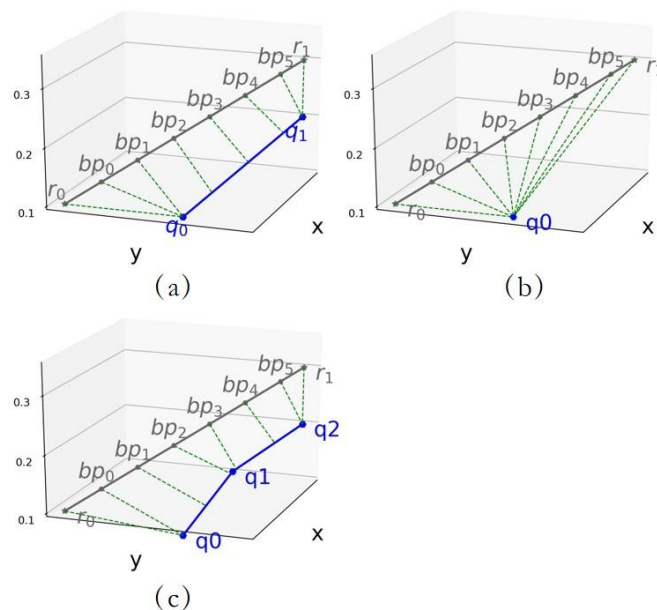 r₁
bp₅
bp₄
0.3
bp₃
q₁
bp₂
0.2
bp₁
bp₀
r₀
0.1
q₀
x
y
(a)
bp₅
r₁
bp₄
0.3
bp₃
bp₂
0.2
bp₁
bp₀
r₀
0.1
q0
x
y
(b)
bp₅
r₁
bp₄
0.3
bp₃
q2
bp₂
0.2
bp₁
q1
bp₀
r₀
0.1
q0
x
y
(c)